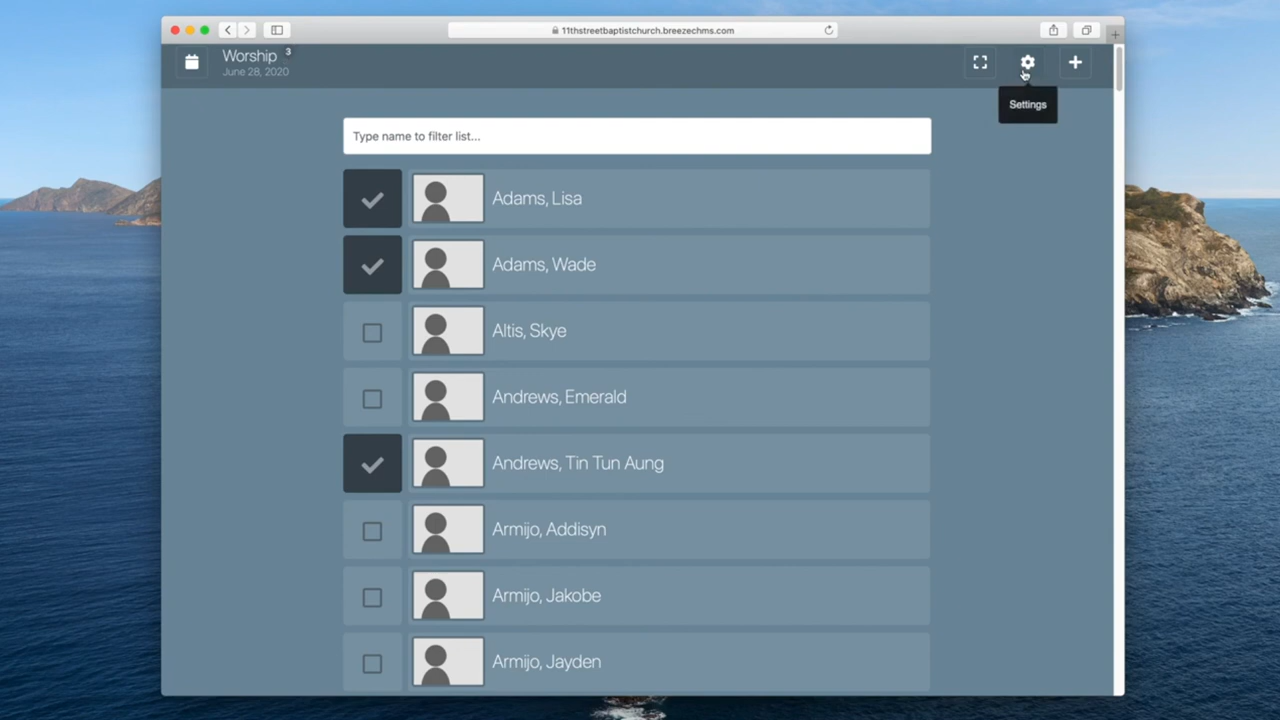 11thstreetbaptistchurch.breezechms.com
Worship 3
June 28, 2020
Settings
Type name to filter list...
Adams, Lisa
Adams, Wade
Altis, Skye
Andrews, Emerald
Andrews, Tin Tun Aung
Armijo, Addisyn
Armijo, Jakobe
Armijo, Jayden